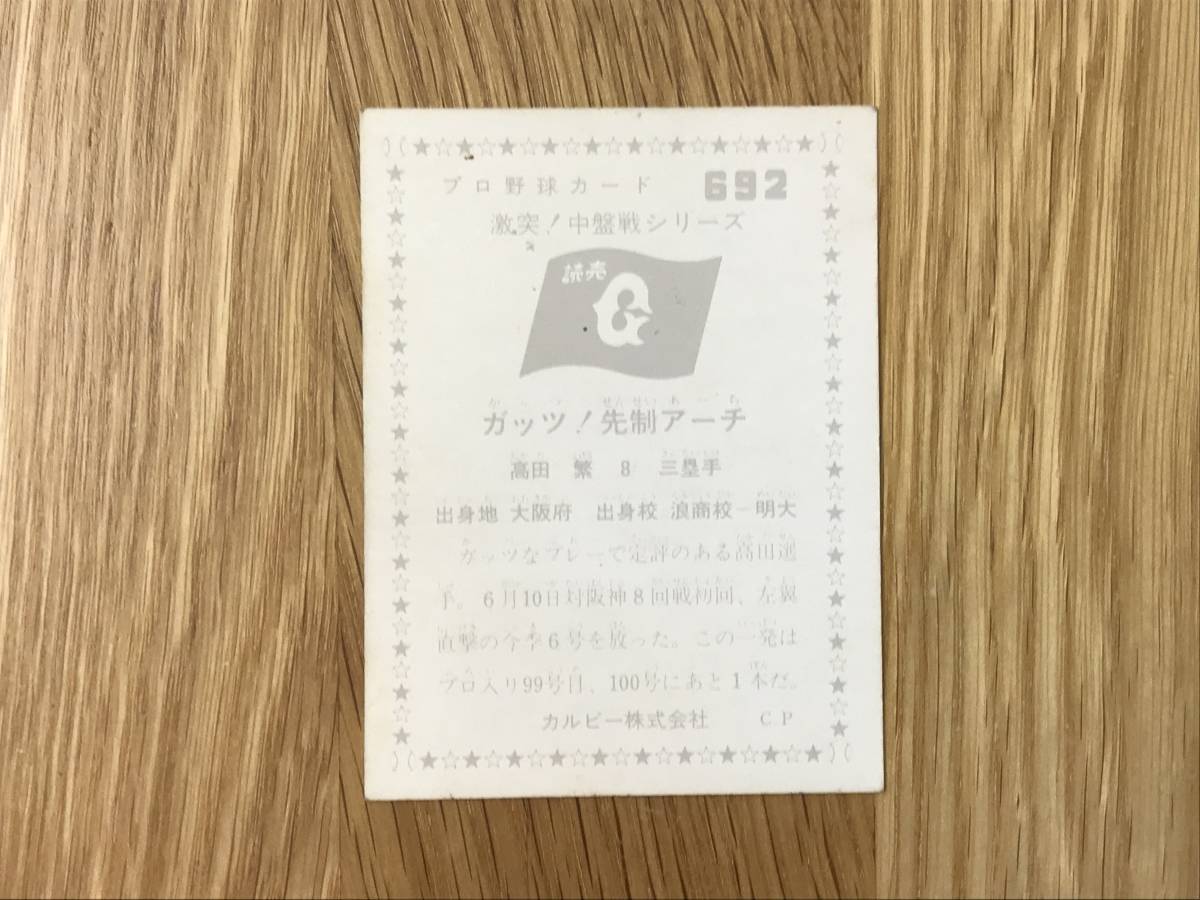 プロ野球カード 692
激突!中盤戦シリーズ
読売
G
ガッツ!先制アーチ
高田 繁 8 三塁手
出身地 大阪府 出身校 浪商校―明大
ガッツなプレーで定評のある高田選
手。6月10日対阪神8回戦初回、左翼
直撃の今季6号を放った。この一発は
プロ入り99号目、100号にあと1本だ。
カルビー株式会社 CP